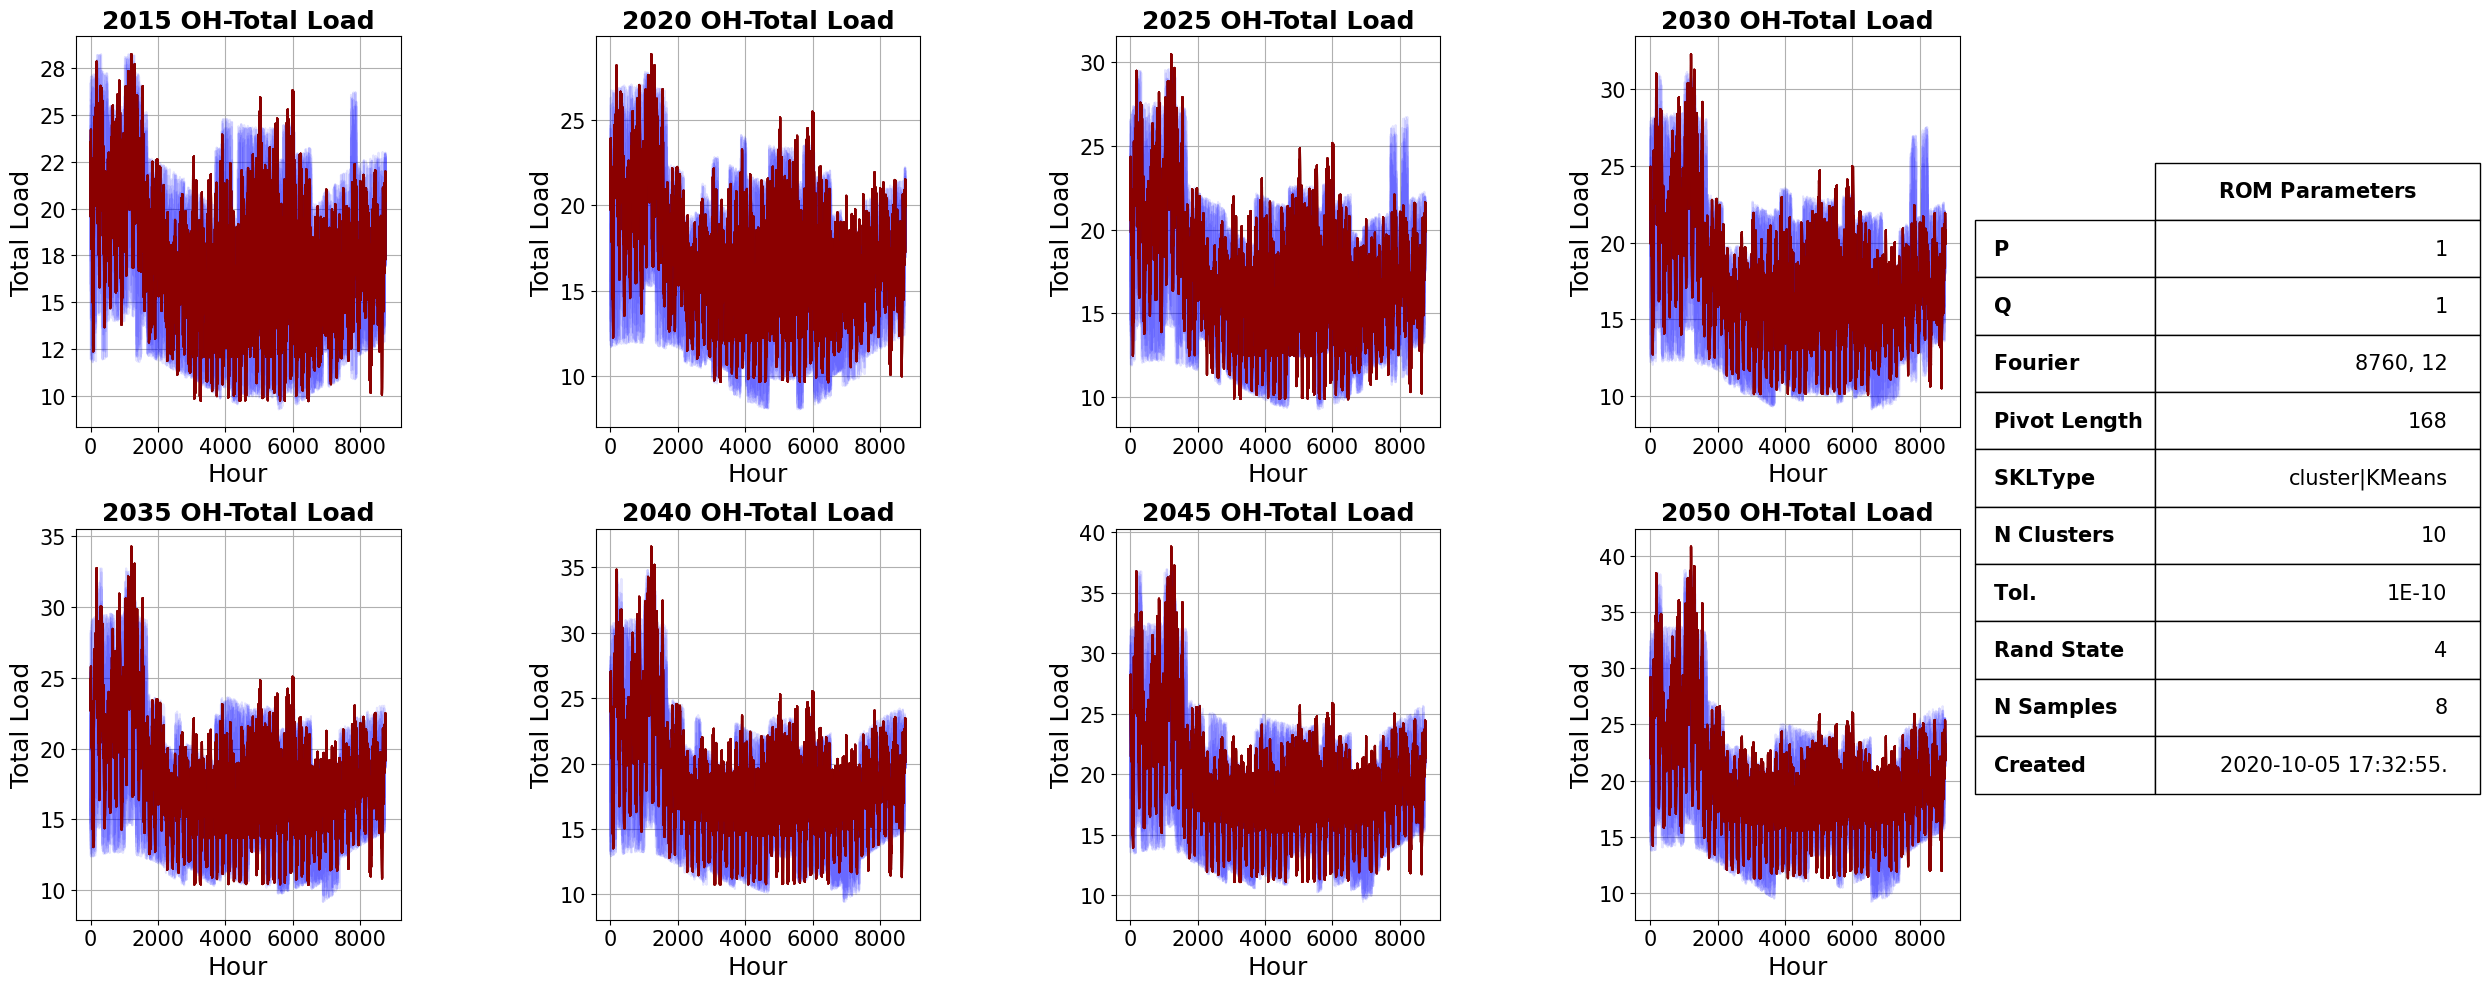 2015 OH-Total Load
2020 OH-Total Load
2025 OH-Total Load
2030 OH-Total Load
Total Load
28
25
22
20
18
15
12
10
0 2000 4000 6000 8000
Hour
Total Load
25
20
15
10
0 2000 4000 6000 8000
Hour
Total Load
30
25
20
15
10
0 2000 4000 6000 8000
Hour
Total Load
30
25
20
15
10
0 2000 4000 6000 8000
Hour
2035 OH-Total Load
2040 OH-Total Load
2045 OH-Total Load
2050 OH-Total Load
Total Load
35
30
25
20
15
10
0 2000 4000 6000 8000
Hour
Total Load
35
30
25
20
15
10
0 2000 4000 6000 8000
Hour
Total Load
40
35
30
25
20
15
10
0 2000 4000 6000 8000
Hour
Total Load
40
35
30
25
20
15
10
0 2000 4000 6000 8000
Hour
ROM Parameters
P 1
Q 1
Fourier 8760, 12
Pivot Length 168
SKLType cluster|KMeans
N Clusters 10
Tol. 1E-10
Rand State 4
N Samples 8
Created 2020-10-05 17:32:55.